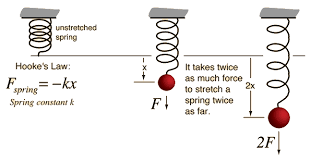 unstretched
spring
Hooke's Law:
F spring = -kx
Spring constant k
x
F
It takes twice
as much force
to stretch a
spring twice
as far.
2x
2F